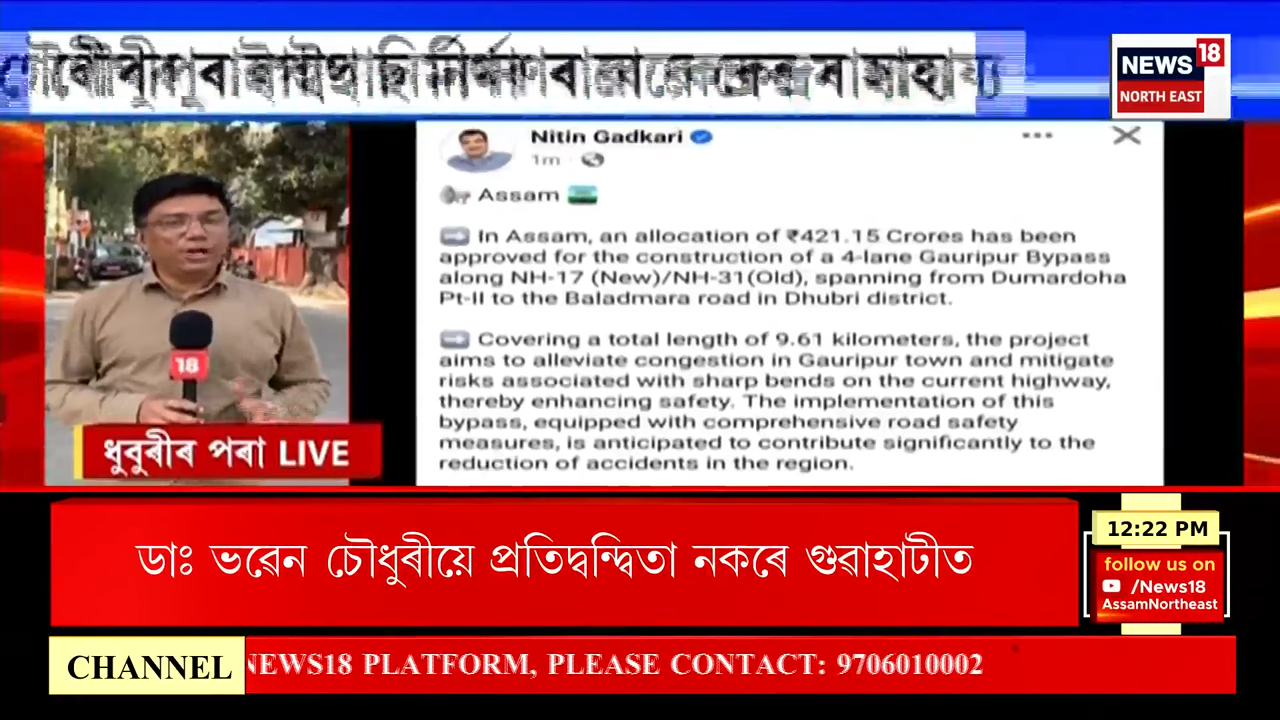 NEWS 18
NORTH EAST
Nitin Gadkari
1m
Assam
In Assam, an allocation of ₹421.15 Crores has been
approved for the construction of a 4-lane Gauripur Bypass
along NH-17 (New)/NH-31(Old), spanning from Dumardoha
Pt-II to the Baladmara road in Dhubri district.
Covering a total length of 9.61 kilometers, the project
aims to alleviate congestion in Gauripur town and mitigate
risks associated with sharp bends on the current highway,
thereby enhancing safety. The implementation of this
bypass, equipped with comprehensive road safety
measures, is anticipated to contribute significantly to the
reduction of accidents in the region.
18
ধুবুৰীৰ পৰা LIVE
ডাঃ ভৱেন চৌধুৰীয়ে প্ৰতিদ্বন্দ্বিতা নকৰে গুৱাহাটীত
12:22 PM
follow us on
/News18
AssamNortheast
CHANNEL NEWS18 PLATFORM, PLEASE CONTACT: 9706010002